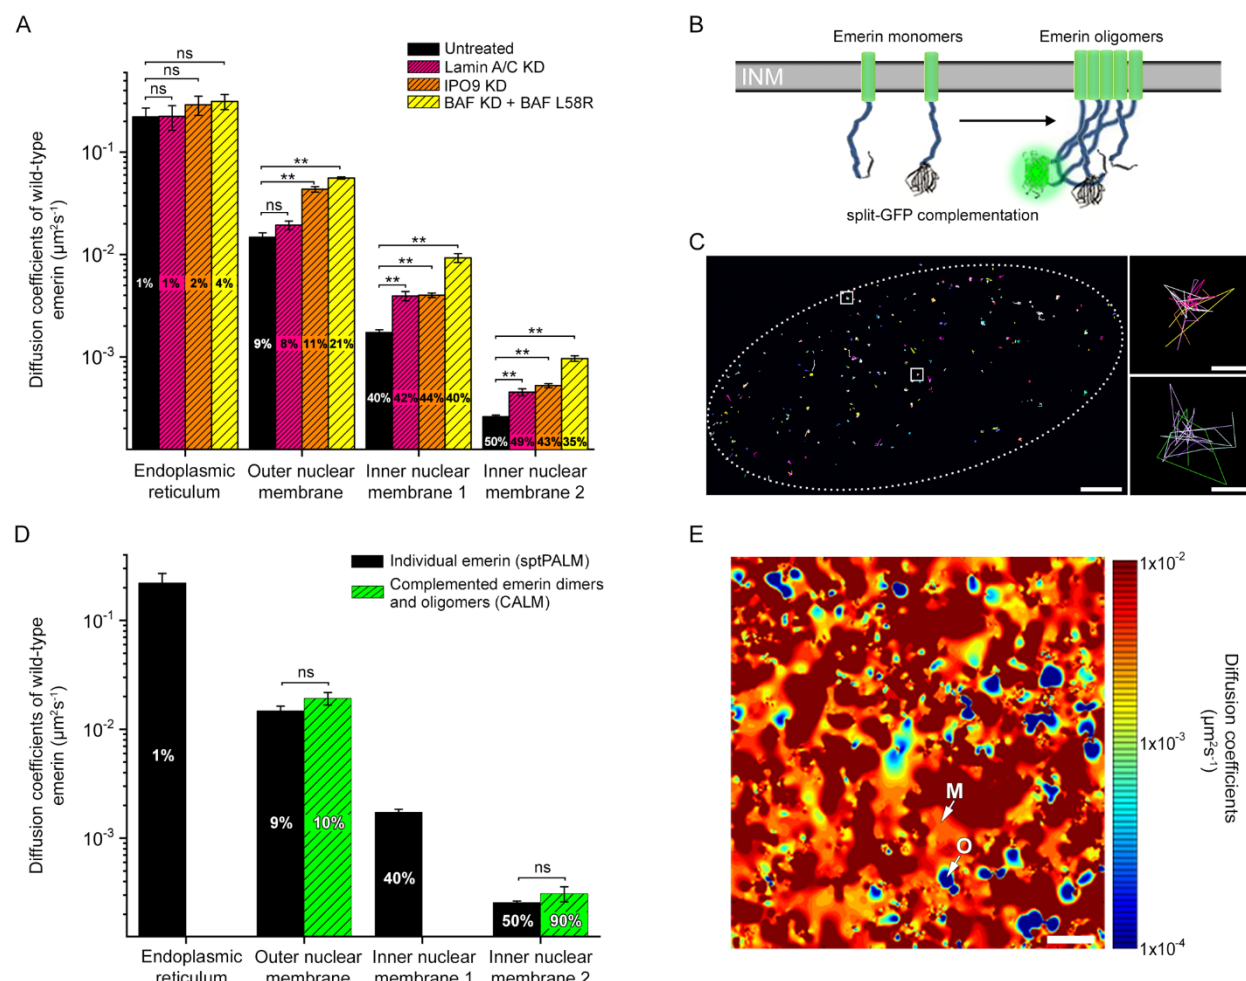 A
Untreated
Lamin A/C KD
IPO9 KD
BAF KD + BAF L58R
Diffusion coefficients of wild-type
emerin (µm²s⁻¹)
10⁻¹
10⁻²
10⁻³
ns
ns
ns
1%
1%
2%
4%
**
**
ns
9%
8%
11%
21%
**
**
**
40%
42%
44%
40%
**
**
**
50%
49%
43%
35%
Endoplasmic
reticulum
Outer nuclear
membrane
Inner nuclear
membrane 1
Inner nuclear
membrane 2
B
Emerin monomers
Emerin oligomers
INM
split-GFP complementation
C
D
Individual emerin (sptPALM)
Complemented emerin dimers
and oligomers (CALM)
Diffusion coefficients of wild-type
emerin (µm²s⁻¹)
10⁻¹
10⁻²
10⁻³
1%
ns
9%
10%
40%
ns
50%
90%
Endoplasmic
reticulum
Outer nuclear
membrane
Inner nuclear
membrane 1
Inner nuclear
membrane 2
E
M
O
1x10⁻²
1x10⁻³
1x10⁻⁴
Diffusion coefficients
(µm²s⁻¹)